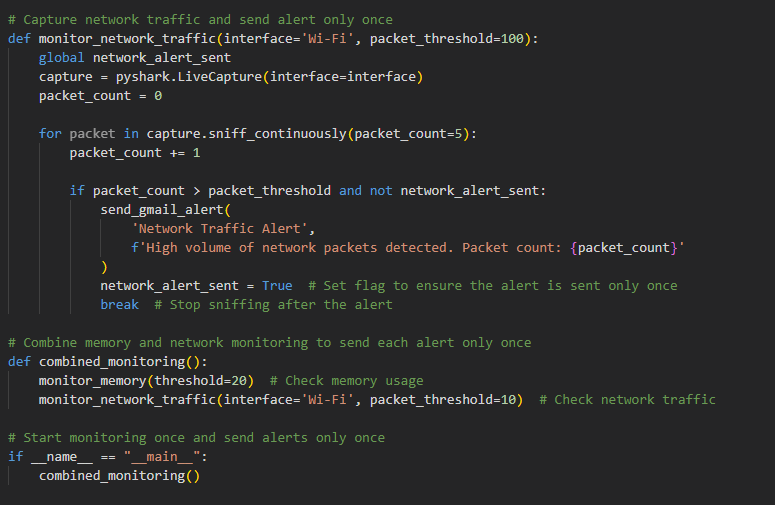 # Capture network traffic and send alert only once
def monitor_network_traffic(interface='Wi-Fi', packet_threshold=100):
    global network_alert_sent
    capture = pyshark.LiveCapture(interface=interface)
    packet_count = 0

    for packet in capture.sniff_continuously(packet_count=5):
        packet_count += 1

        if packet_count > packet_threshold and not network_alert_sent:
            send_gmail_alert(
                'Network Traffic Alert',
                f'High volume of network packets detected. Packet count: {packet_count}'
            )
            network_alert_sent = True  # Set flag to ensure the alert is sent only once
            break  # Stop sniffing after the alert

# Combine memory and network monitoring to send each alert only once
def combined_monitoring():
    monitor_memory(threshold=20)  # Check memory usage
    monitor_network_traffic(interface='Wi-Fi', packet_threshold=10)  # Check network traffic

# Start monitoring once and send alerts only once
if __name__ == "__main__":
    combined_monitoring()